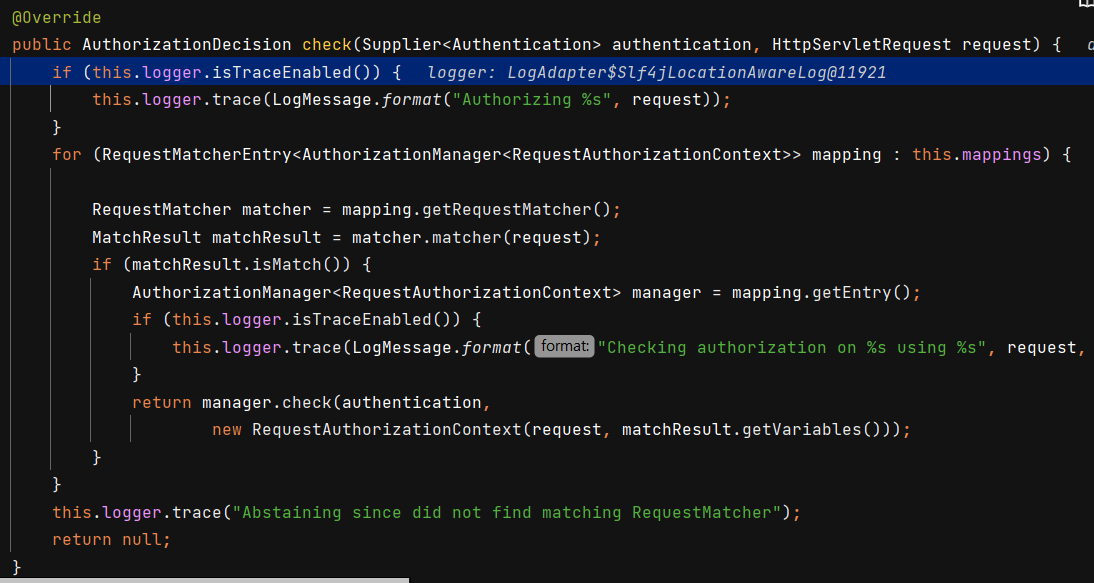 @Override
public AuthorizationDecision check(Supplier<Authentication> authentication, HttpServletRequest request) {
if (this.logger.isTraceEnabled()) { logger: LogAdapter$Slf4jLocationAwareLog@11921
this.logger.trace(LogMessage.format("Authorizing %s", request));
}
for (RequestMatcherEntry<AuthorizationManager<RequestAuthorizationContext>> mapping : this.mappings) {
RequestMatcher matcher = mapping.getRequestMatcher();
MatchResult matchResult = matcher.matcher(request);
if (matchResult.isMatch()) {
AuthorizationManager<RequestAuthorizationContext> manager = mapping.getEntry();
if (this.logger.isTraceEnabled()) {
this.logger.trace(LogMessage.format( format: "Checking authorization on %s using %s", request,
}
return manager.check(authentication,
new RequestAuthorizationContext(request, matchResult.getVariables()));
}
}
this.logger.trace("Abstaining since did not find matching RequestMatcher");
return null;
}